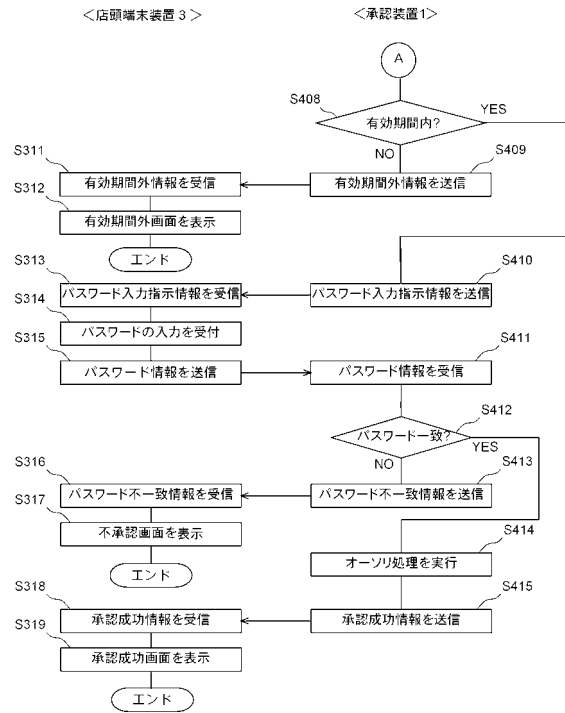 ＜店頭端末装置３＞
＜承認装置1＞
A
S408
有効期間内?
YES
NO
S311
有効期間外情報を受信
S409
有効期間外情報を送信
S312
有効期間外画面を表示
エンド
S313
パスワード入力指示情報を受信
S410
パスワード入力指示情報を送信
S314
パスワードの入力を受付
S315
パスワード情報を送信
S411
パスワード情報を受信
S412
パスワード一致?
YES
NO
S316
パスワード不一致情報を受信
S413
パスワード不一致情報を送信
S317
不承認画面を表示
エンド
S414
オーソリ処理を実行
S318
承認成功情報を受信
S415
承認成功情報を送信
S319
承認成功画面を表示
エンド